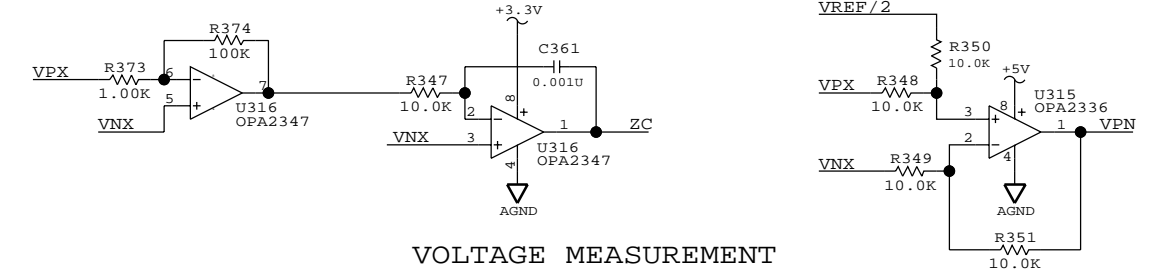 VPX
R373
1.00K
R374
100K
6
5
7
VNX
U316
OPA2347
R347
10.0K
+3.3V
C361
0.001U
8
+
2
3
1
4
VNX
U316
OPA2347
ZC
AGND
VREF/2
R350
10.0K
VPX
R348
10.0K
+5V
U315
OPA2336
8
+
3
2
1
4
VPN
VNX
R349
10.0K
AGND
R351
10.0K
VOLTAGE MEASUREMENT